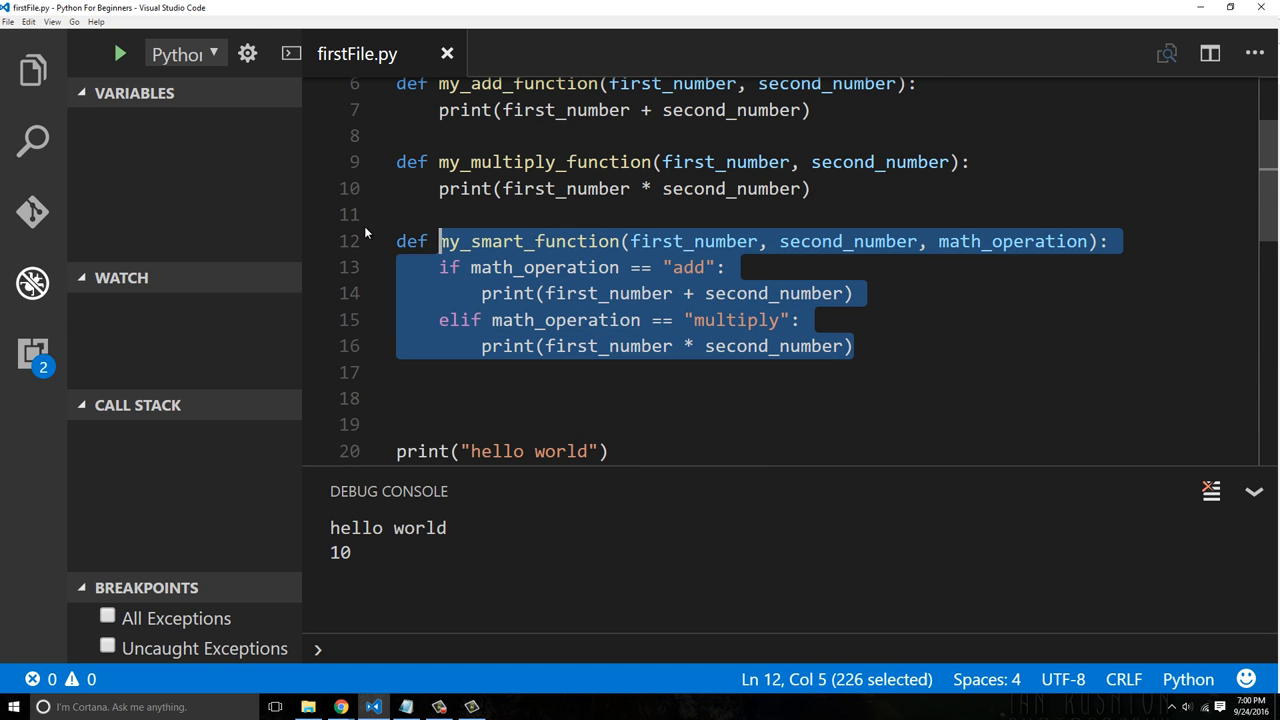 firstFile.py - Python For Beginners - Visual Studio Code
File Edit View Go Help
Python
firstFile.py
VARIABLES
WATCH
CALL STACK
BREAKPOINTS
All Exceptions
Uncaught Exceptions
2
6 def my_add_function(first_number, second_number):
7 print(first_number + second_number)
8
9 def my_multiply_function(first_number, second_number):
10 print(first_number * second_number)
11
12 def my_smart_function(first_number, second_number, math_operation):
13 if math_operation == "add":
14 print(first_number + second_number)
15 elif math_operation == "multiply":
16 print(first_number * second_number)
17
18
19
20 print("hello world")
DEBUG CONSOLE
hello world
10
0 0 Ln 12, Col 5 (226 selected) Spaces: 4 UTF-8 CRLF Python
I'm Cortana. Ask me anything.
7:00 PM
9/24/2016